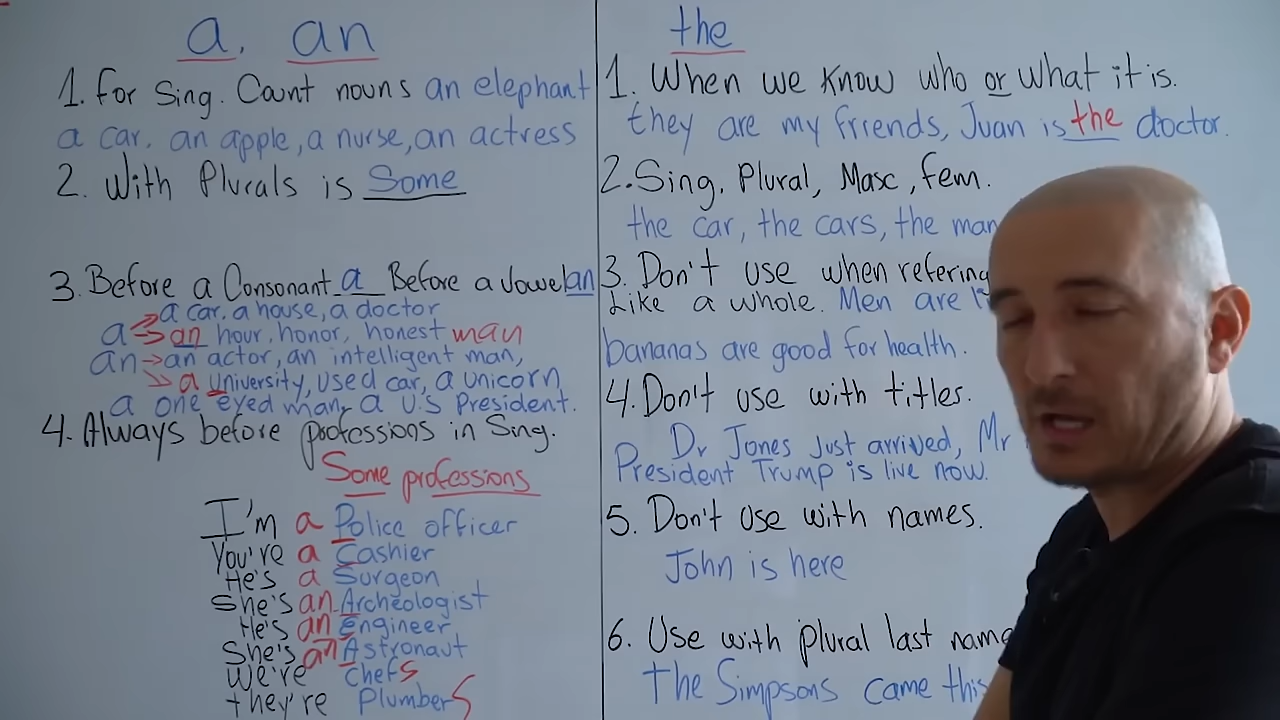 a, an
1. For Sing. Count nouns an elephant
a car, an apple, a nurse, an actress
2. With Plurals is Some
3. Before a Consonant a Before a Vowel an
a car, a house, a doctor
a an hour, honor, honest man
an an actor, an intelligent man,
a University, used car, a unicorn
a one eyed man, a U.S President.
4. Always before professions in Sing.
Some professions
I'm a Police officer
You're a Cashier
He's a Surgeon
She's an Archeologist
He's an Engineer
She's an Astronaut
We're Chefs
they're Plumbers
the
1. When we know who or what it is.
they are my friends, Juan is the doctor.
2. Sing, Plural, Masc, fem.
the car, the cars, the man
3. Don't use when refering
Like a whole. Men are
bananas are good for health.
4. Don't use with titles.
Dr Jones Just arrived, Mr
President Trump is live now.
5. Don't use with names.
John is here
6. Use with plural last name
The Simpsons came this